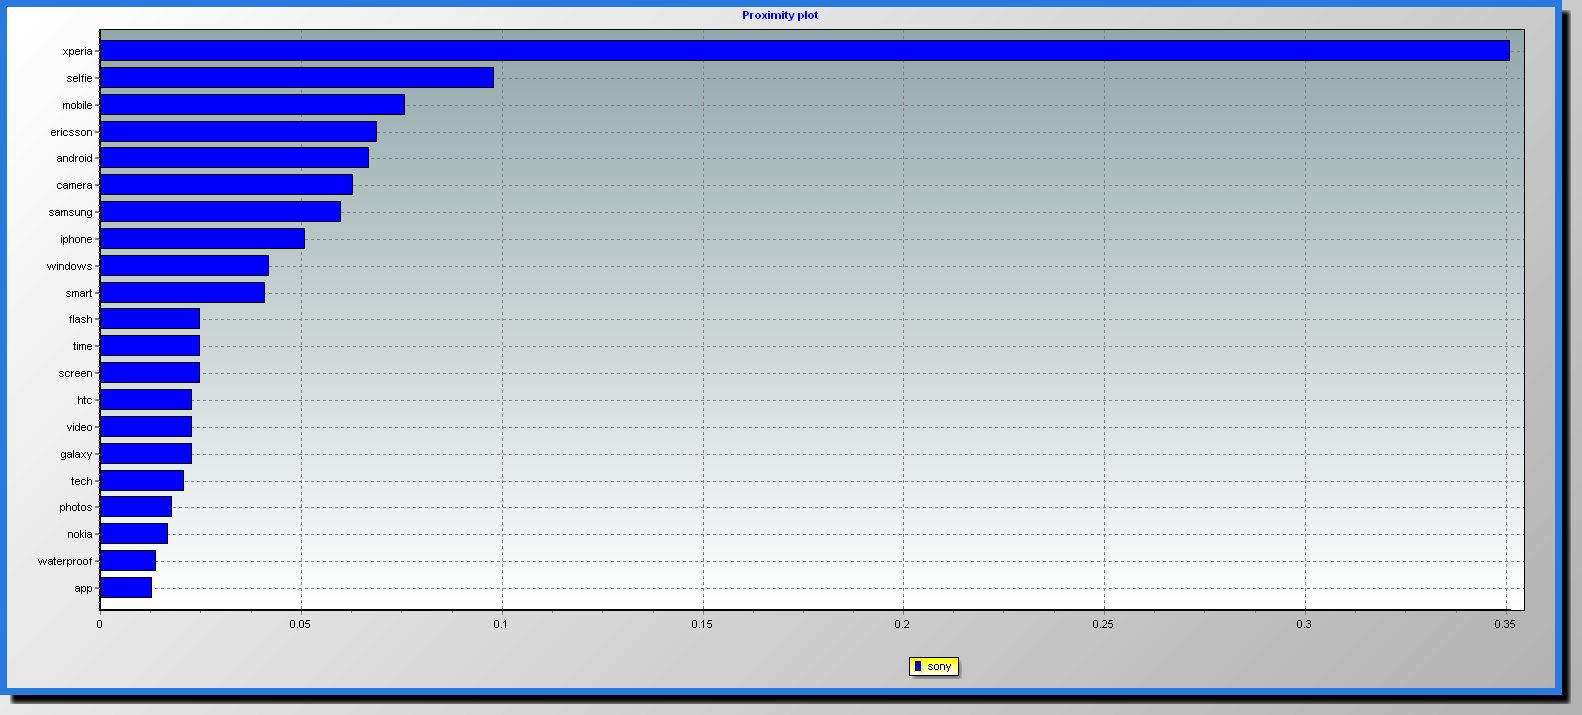 Proximity plot
xperia
selfie
mobile
ericsson
android
camera
samsung
iphone
windows
smart
flash
time
screen
htc
video
galaxy
tech
photos
nokia
waterproof
app
0 0.05 0.1 0.15 0.2 0.25 0.3 0.35
sony